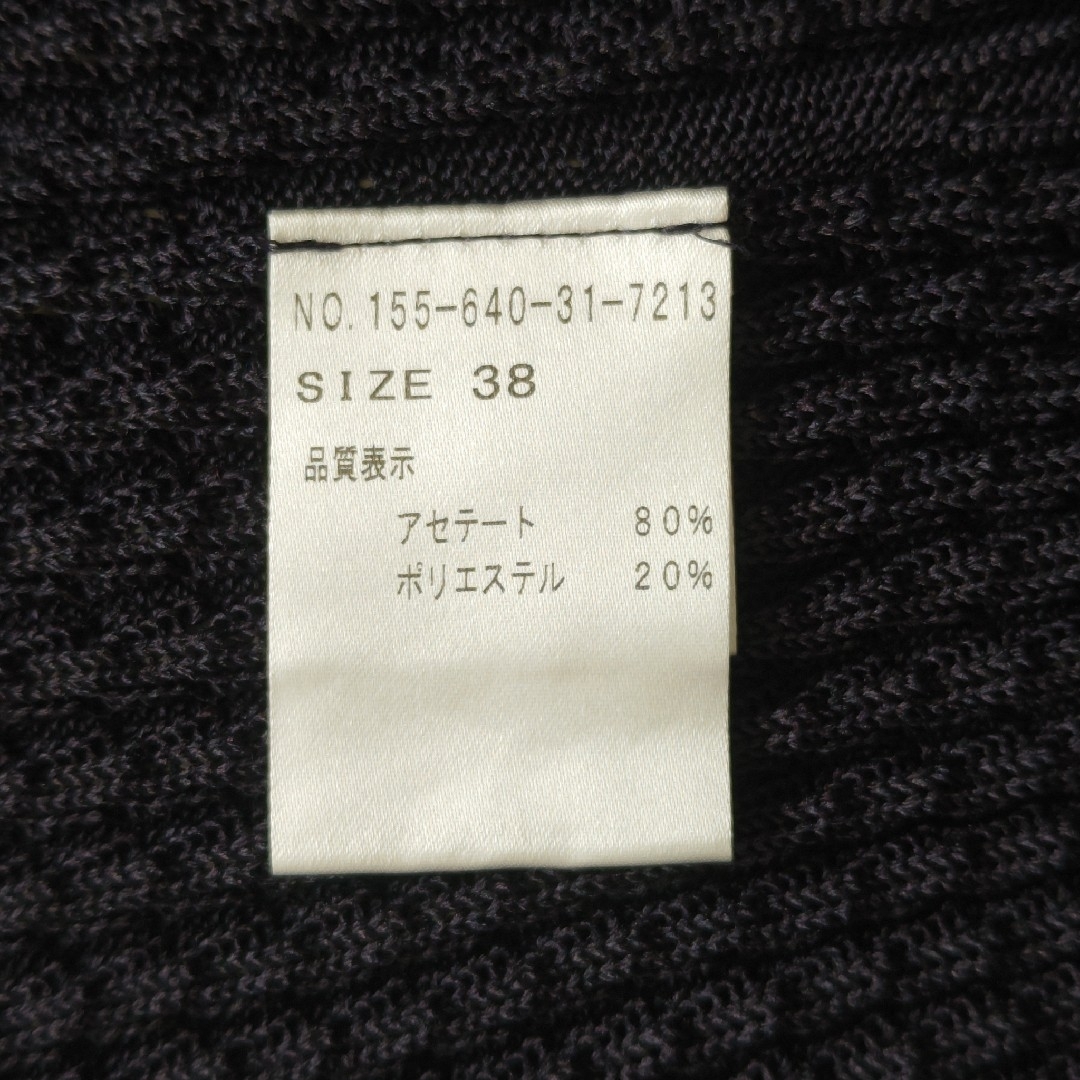 NO. 155-640-31-7213
SIZE 38
品質表示
アセテート 80%
ポリエステル 20%